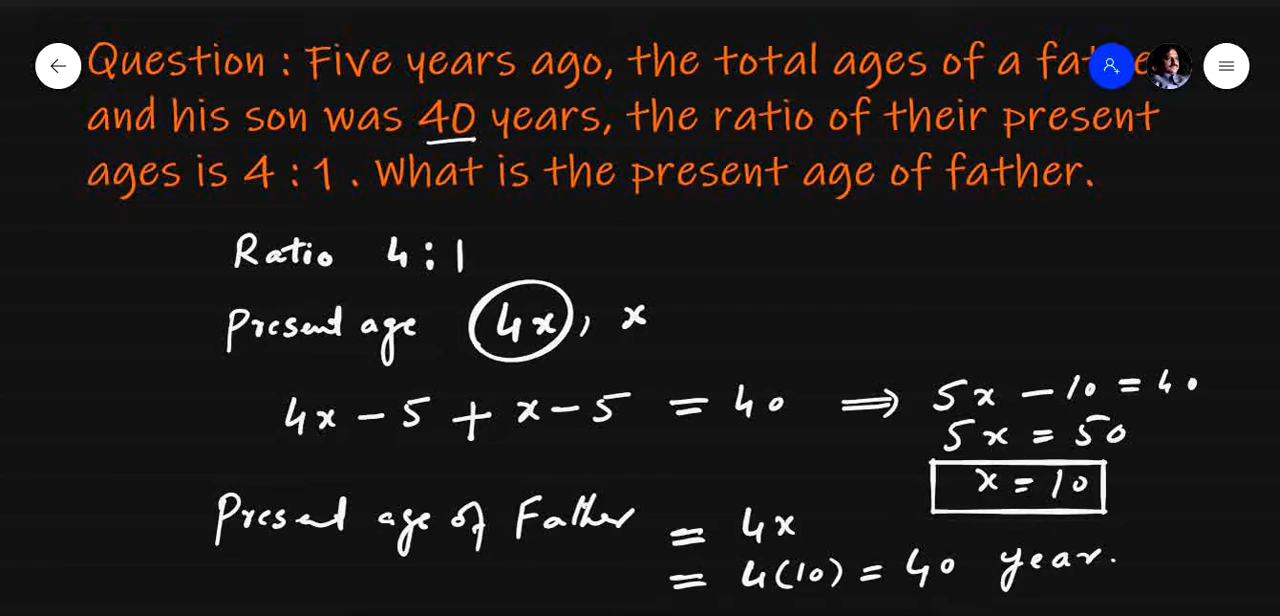 Question : Five years ago, the total ages of a fathe
and his son was 40 years, the ratio of their present
ages is 4 : 1 . What is the present age of father.
Ratio 4 : 1
Present age 4x , x
4x - 5 + x - 5 = 40 ⟹ 5x - 10 = 40
5x = 50
x = 10
Present age of Father = 4x
= 4(10) = 40 year.